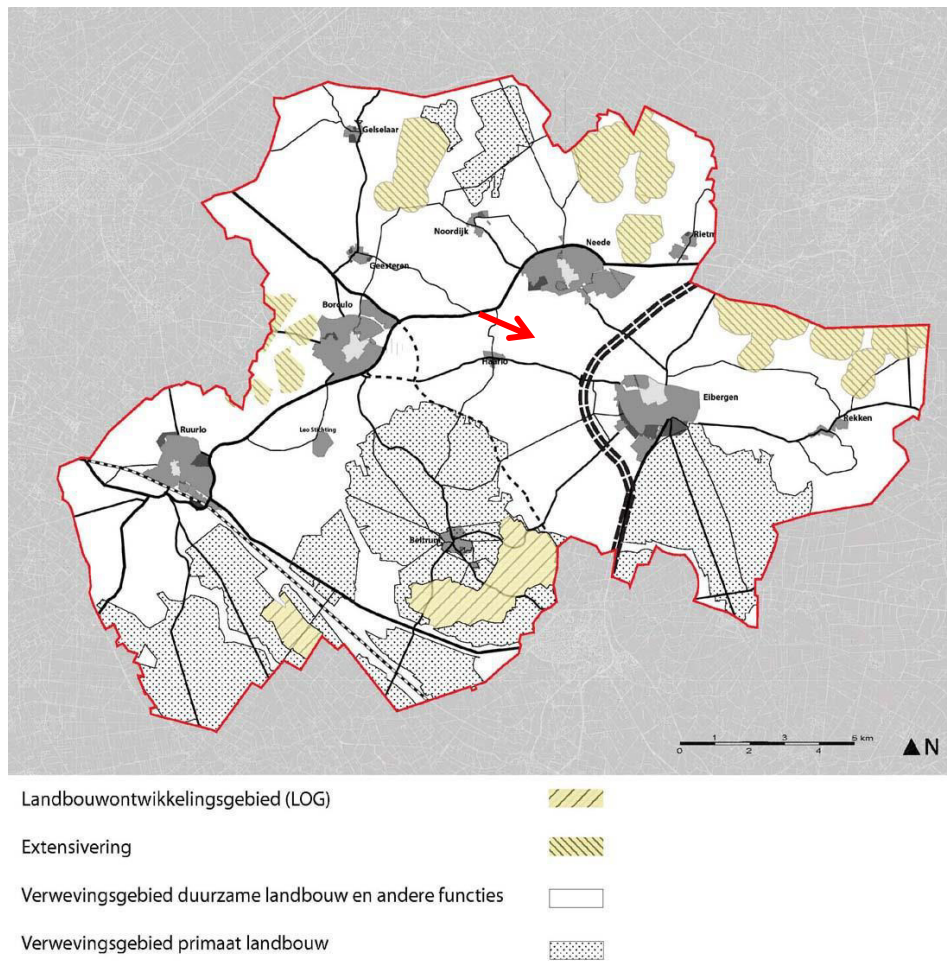 Gelselaar
Noordijk
Neede
Rietm
Geesteren
Borculo
Haarlo
Eibergen
Rekken
Ruurlo
Leo Stichting
Beltrum
0 1 2 3 4 5 km
N
Landbouwontwikkelingsgebied (LOG)
Extensivering
Verwevingsgebied duurzame landbouw en andere functies
Verwevingsgebied primaat landbouw